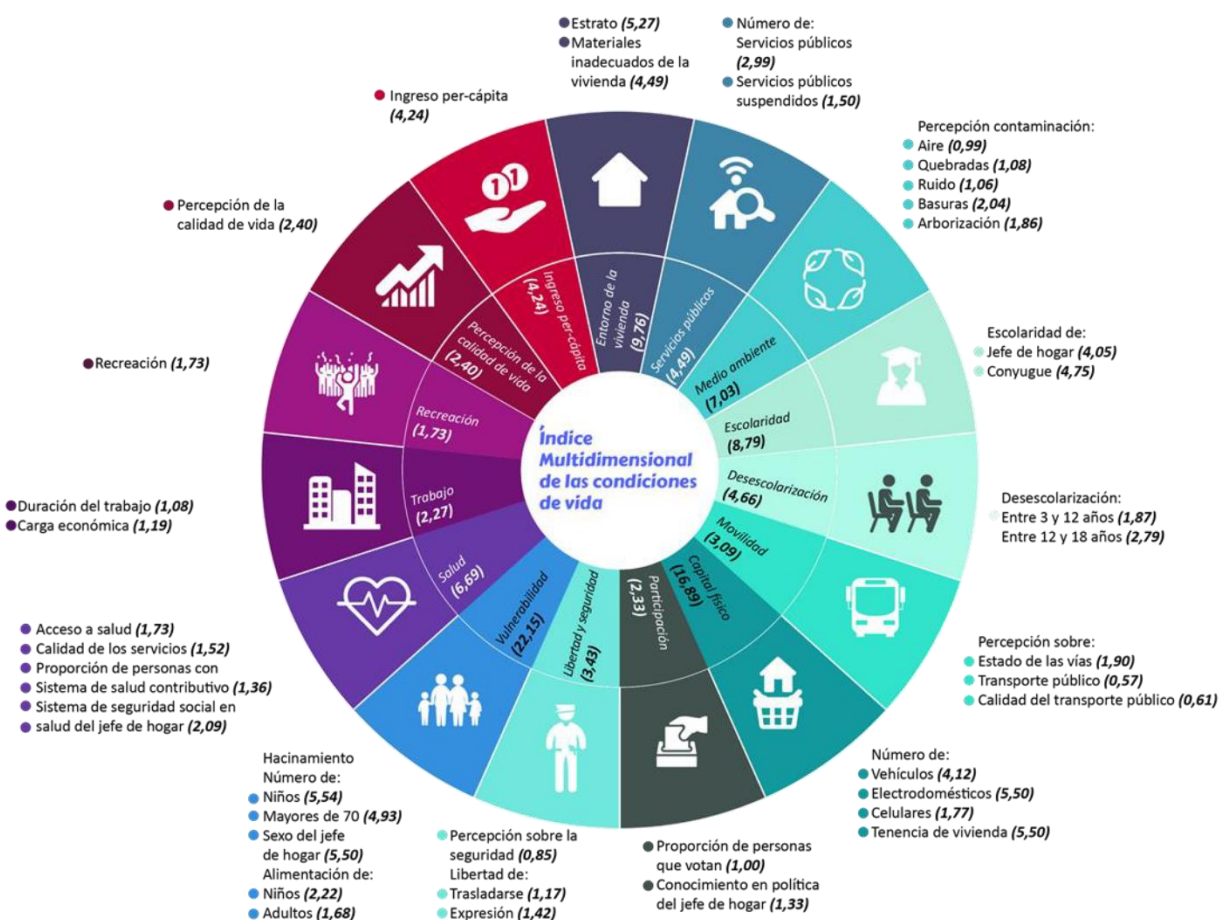 Estrato (5,27)
Materiales
inadecuados de la
vivienda (4,49)
Número de:
Servicios públicos
(2,99)
Servicios públicos
suspendidos (1,50)
Ingreso per-cápita
(4,24)
Percepción contaminación:
Aire (0,99)
Quebradas (1,08)
Ruido (1,06)
Basuras (2,04)
Arborización (1,86)
Percepción de la
calidad de vida (2,40)
Escolaridad de:
Jefe de hogar (4,05)
Conyugue (4,75)
Recreación (1,73)
Desescolarización:
Entre 3 y 12 años (1,87)
Entre 12 y 18 años (2,79)
Duración del trabajo (1,08)
Carga económica (1,19)
Percepción sobre:
Estado de las vías (1,90)
Transporte público (0,57)
Calidad del transporte público (0,61)
Acceso a salud (1,73)
Calidad de los servicios (1,52)
Proporción de personas con
Sistema de salud contributivo (1,36)
Sistema de seguridad social en
salud del jefe de hogar (2,09)
Número de:
Vehículos (4,12)
Electrodomésticos (5,50)
Celulares (1,77)
Tenencia de vivienda (5,50)
Hacinamiento
Número de:
Niños (5,54)
Mayores de 70 (4,93)
Sexo del jefe
de hogar (5,50)
Alimentación de:
Niños (2,22)
Adultos (1,68)
Percepción sobre la
seguridad (0,85)
Libertad de:
Trasladarse (1,17)
Expresión (1,42)
Proporción de personas
que votan (1,00)
Conocimiento en política
del jefe de hogar (1,33)
1
1
Entorno de la
vivienda
(9,76)
Servicios públicos
(4,49)
Medio ambiente
(7,03)
Escolaridad
(8,79)
Desescolarización
(4,66)
Movilidad
(3,09)
Capital físico
(16,89)
Participación
(2,33)
Libertad y seguridad
(3,43)
Vulnerabilidad
(22,15)
Salud
(6,69)
Trabajo
(2,27)
Recreación
(1,73)
Percepción de la
calidad de vida
(2,40)
Ingreso per-cápita
(4,24)
Índice
Multidimensional
de las condiciones
de vida